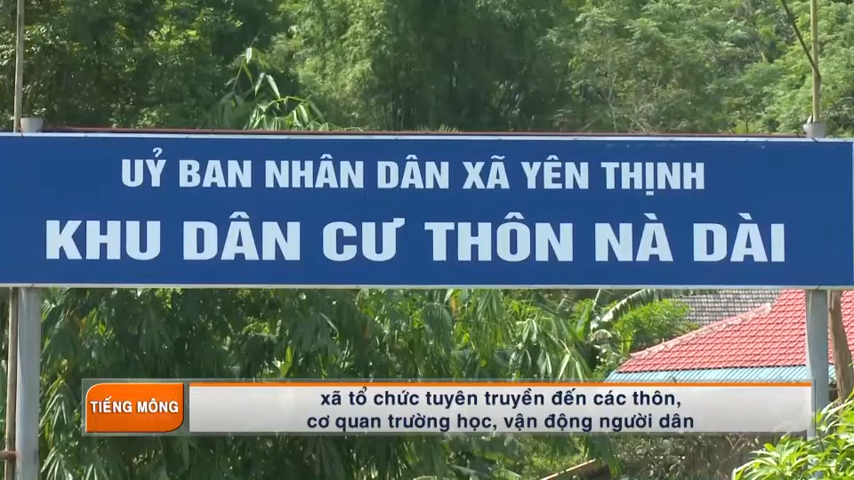 UỶ BAN NHÂN DÂN XÃ YÊN THỊNH
KHU DÂN CƯ THÔN NÀ DÀI
TIẾNG MÔNG
xã tổ chức tuyên truyền đến các thôn,
cơ quan trường học, vận động người dân